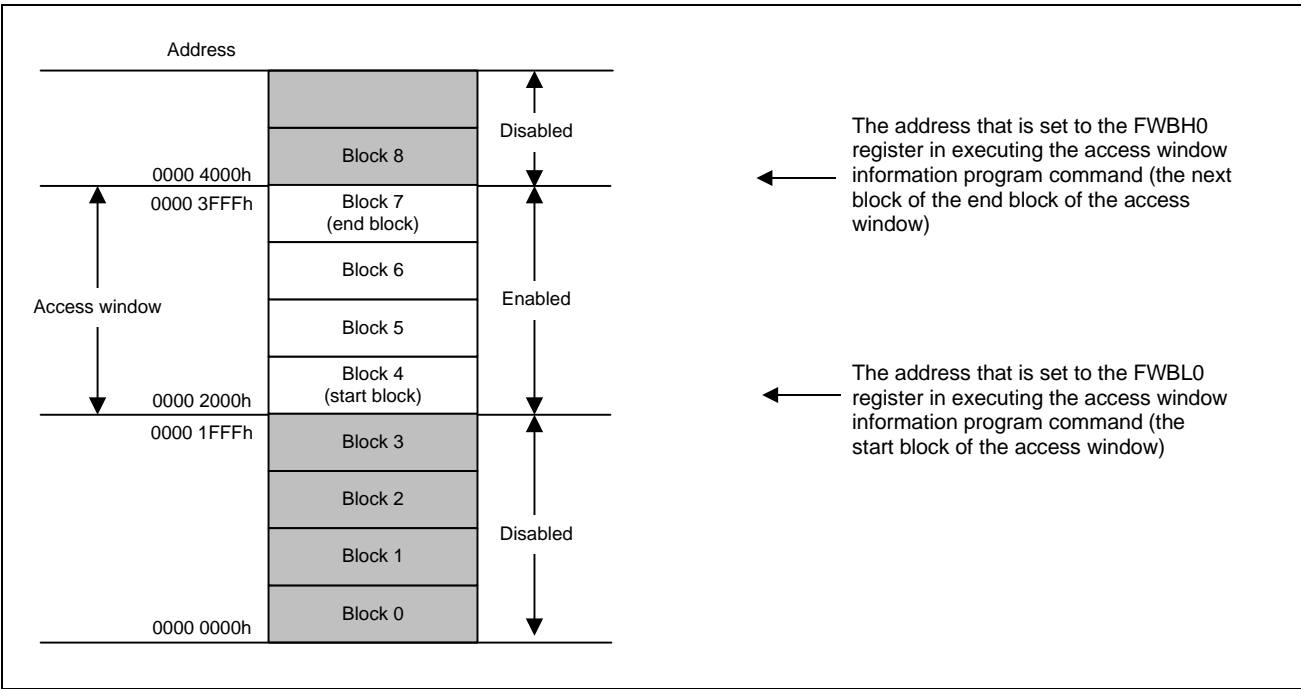 Address
Disabled
Block 8
0000 4000h
0000 3FFFh
Block 7
(end block)
Block 6
Access window
Enabled
Block 5
Block 4
(start block)
0000 2000h
0000 1FFFh
Block 3
Block 2
Disabled
Block 1
Block 0
0000 0000h
The address that is set to the FWBH0
register in executing the access window
information program command (the next
block of the end block of the access
window)
The address that is set to the FWBL0
register in executing the access window
information program command (the
start block of the access window)